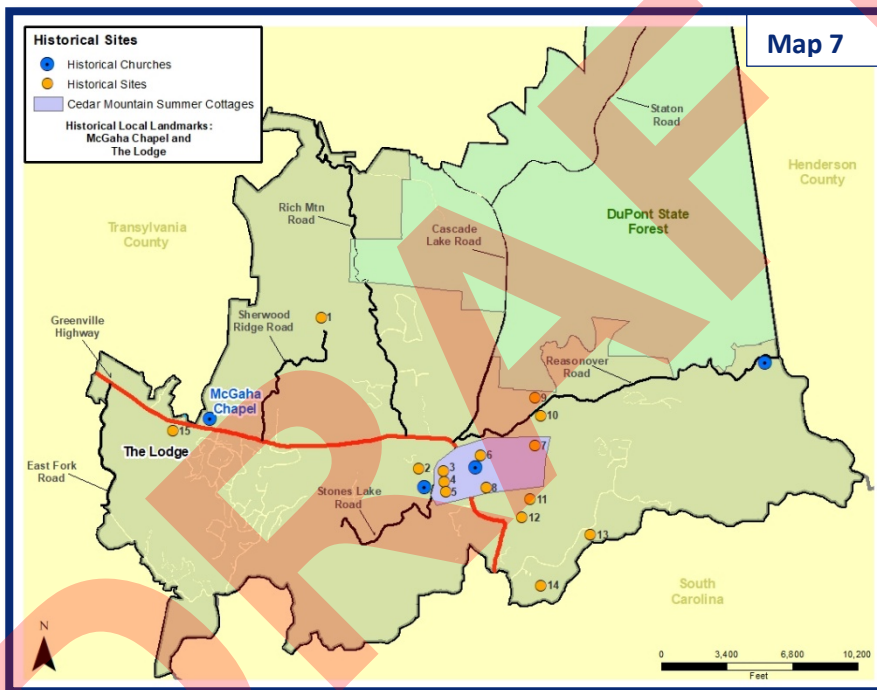 Map 7
Historical Sites
Historical Churches
Historical Sites
Cedar Mountain Summer Cottages
Historical Local Landmarks:
McGaha Chapel and
The Lodge
Staton
Road
Henderson
County
Rich Mtn
Road
DuPont State
Forest
Transylvania
County
Cascade
Lake Road
Greenville
Highway
Sherwood
Ridge Road
1
Reasonover
Road
McGaha
Chapel
9
10
15
The Lodge
7
East Fork
Road
6
2
3
4
5
8
Stones Lake
Road
11
12
13
14
South
Carolina
N
0 3,400 6,800 10,200
Feet
DRAFT